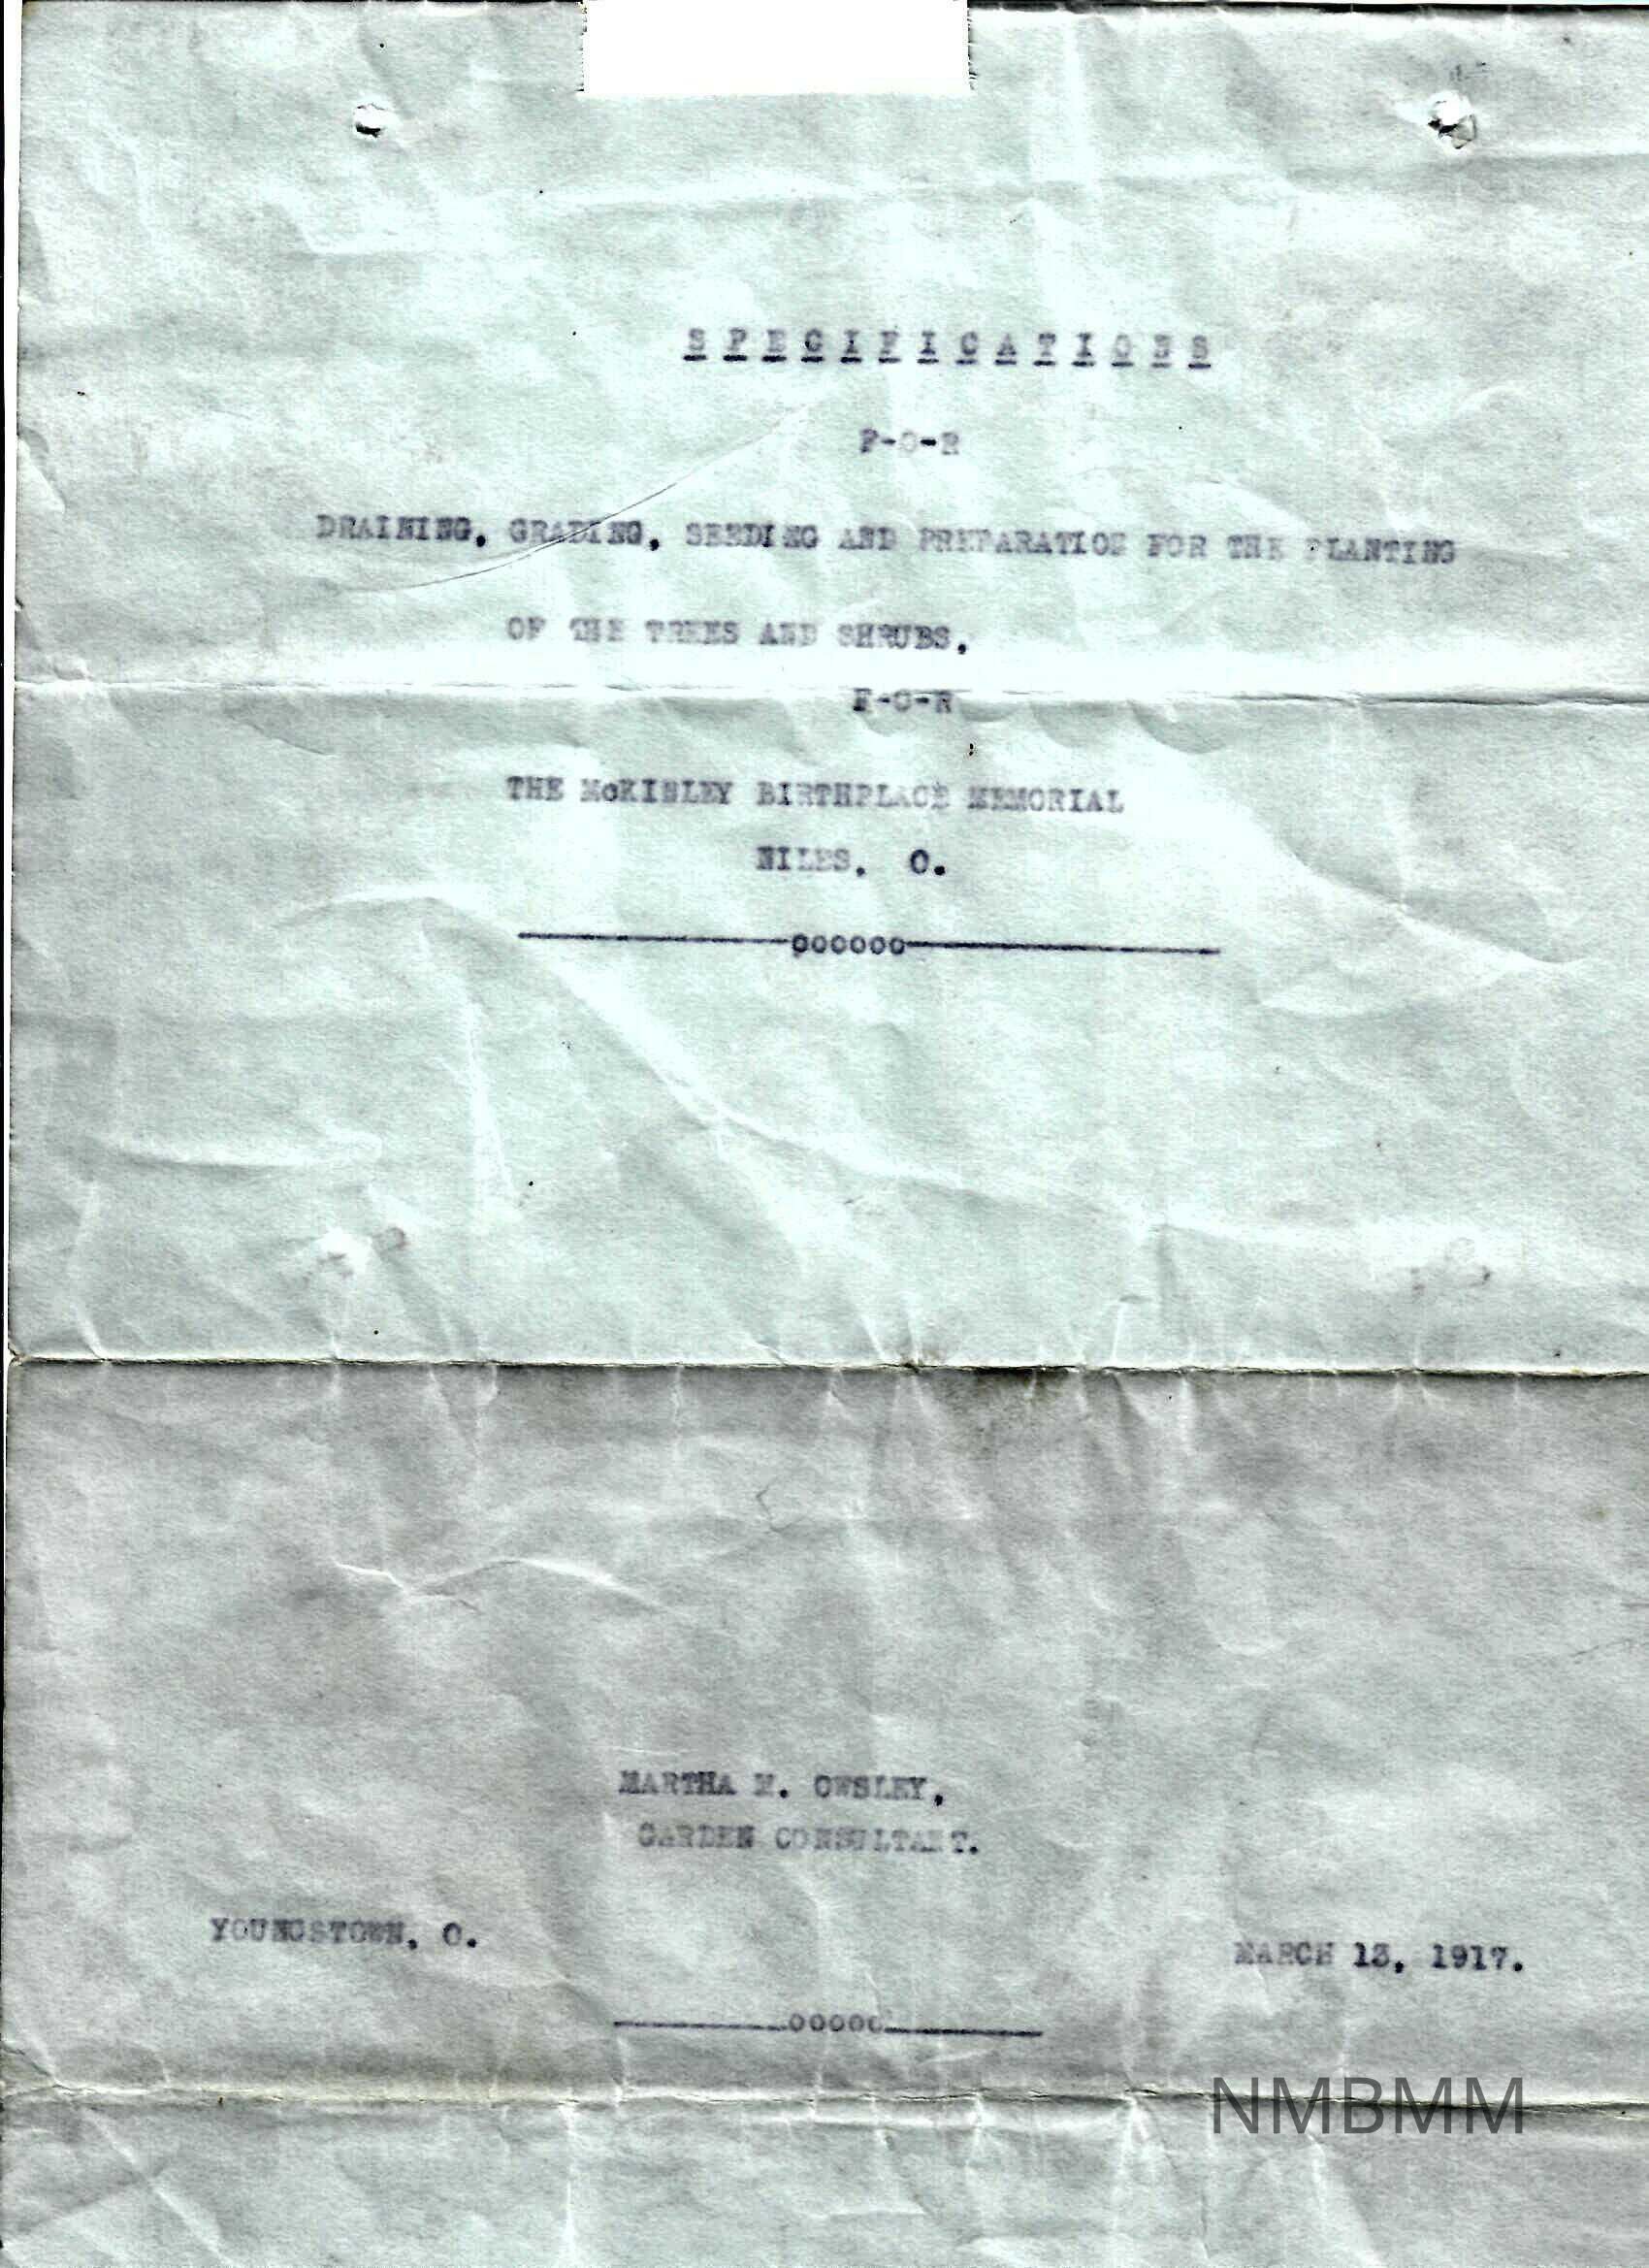 S P E C I F I C A T I O N S
F-O-R
DRAINING, GRADING, SEEDING AND PREPARATION FOR THE PLANTING
OF THE TREES AND SHRUBS,
F-O-R
THE McKINLEY BIRTHPLACE MEMORIAL
NILES, O.
oooooo
MARTHA M. OWSLEY,
GARDEN CONSULTANT.
YOUNGSTOWN, O.
MARCH 13, 1917.
ooooo
NMBMM